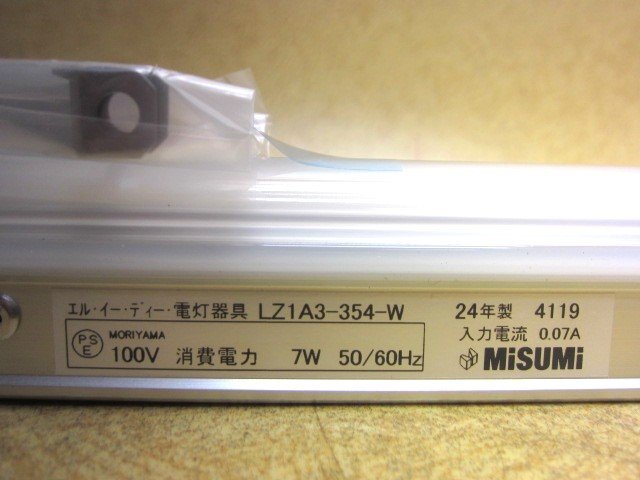 エル・イー・ディー・電灯器具 LZ1A3-354-W 24年製 4119
入力電流 0.07A
PSE MORIYAMA
100V 消費電力 7W 50/60Hz
MiSUMi